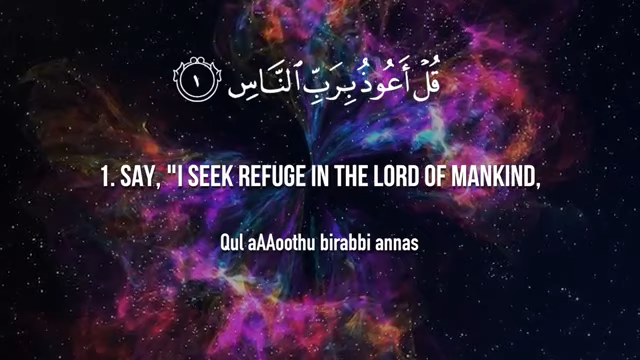 قُلۡ أَعُوذُ بِرَبِّ ٱلنَّاسِ ١
1. SAY, "I SEEK REFUGE IN THE LORD OF MANKIND,
Qul aAAoothu birabbi annas